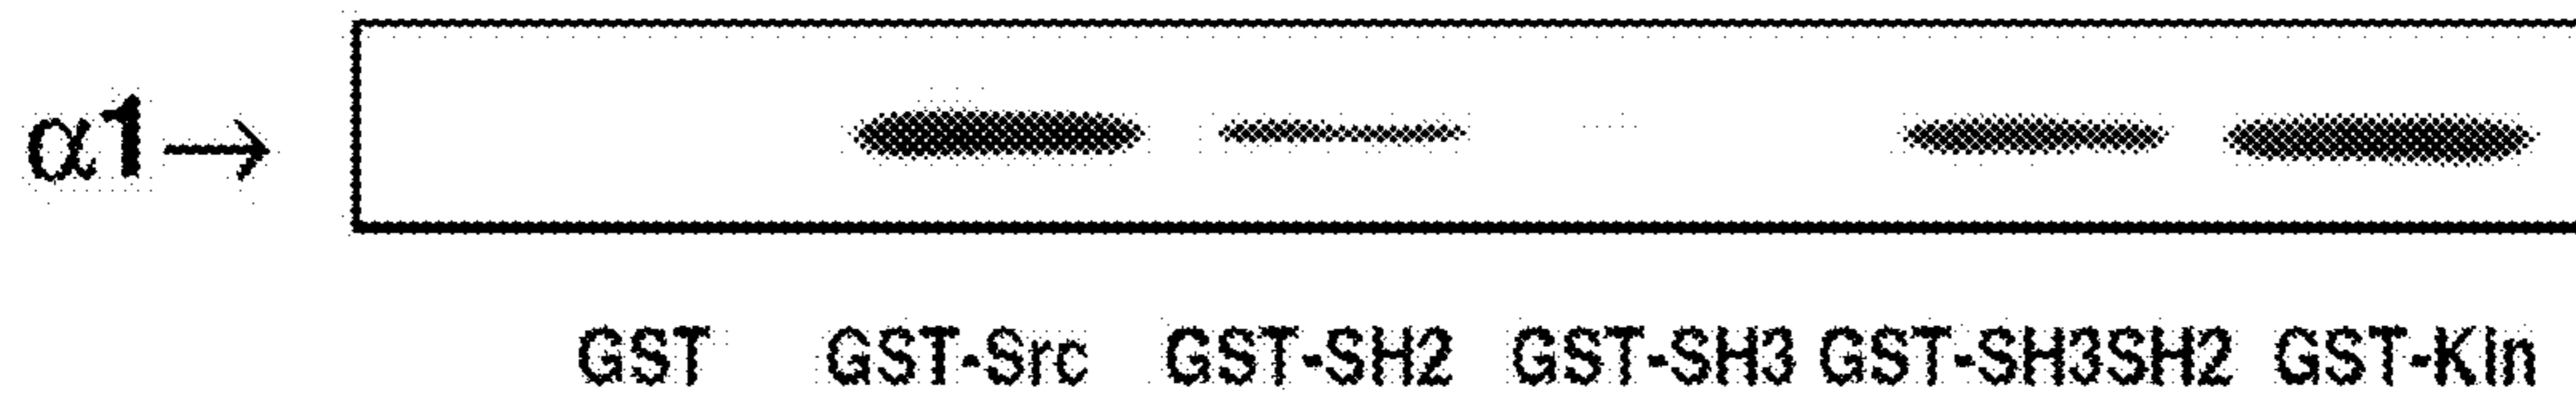 α1→
GST GST-Src GST-SH2 GST-SH3 GST-SH3SH2 GST-Kin